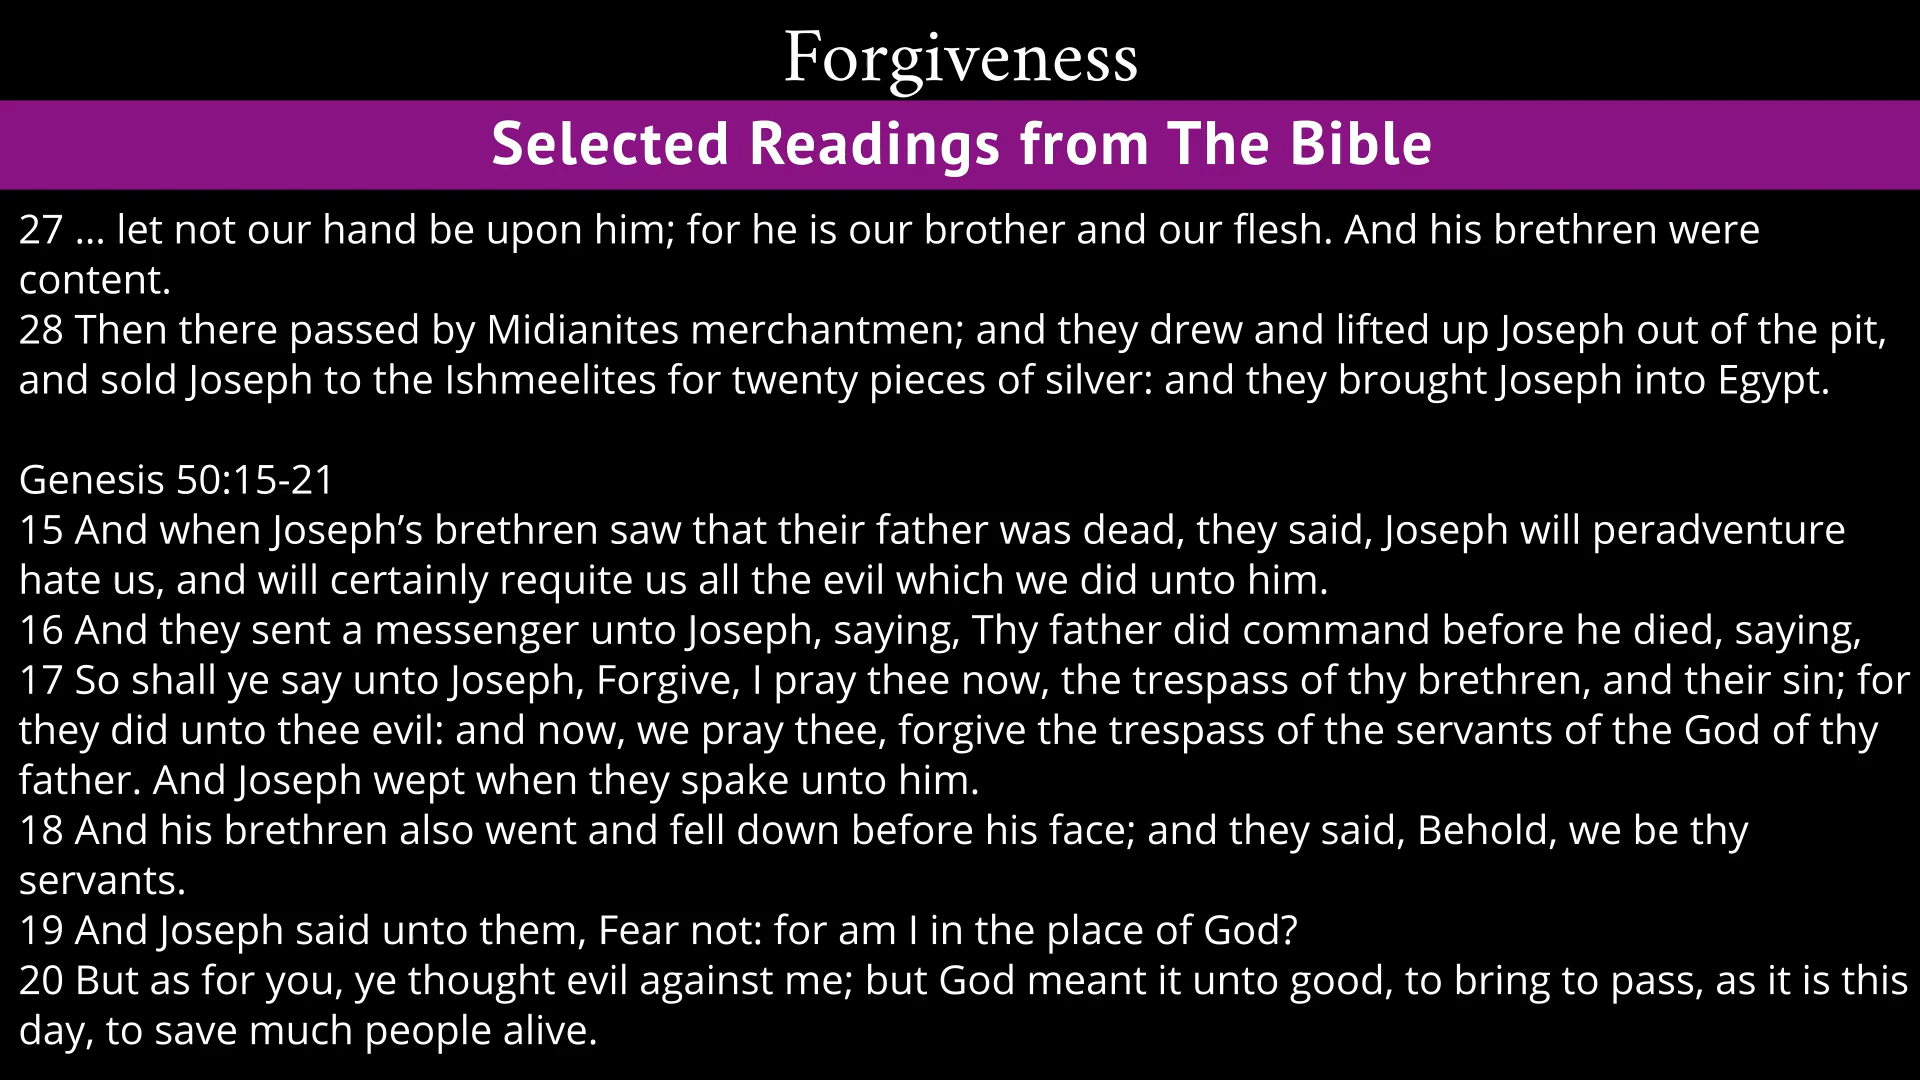 Forgiveness
Selected Readings from The Bible
27 ... let not our hand be upon him; for he is our brother and our flesh. And his brethren were
content.
28 Then there passed by Midianites merchantmen; and they drew and lifted up Joseph out of the pit,
and sold Joseph to the Ishmeelites for twenty pieces of silver: and they brought Joseph into Egypt.
Genesis 50:15-21
15 And when Joseph’s brethren saw that their father was dead, they said, Joseph will peradventure
hate us, and will certainly requite us all the evil which we did unto him.
16 And they sent a messenger unto Joseph, saying, Thy father did command before he died, saying,
17 So shall ye say unto Joseph, Forgive, I pray thee now, the trespass of thy brethren, and their sin; for
they did unto thee evil: and now, we pray thee, forgive the trespass of the servants of the God of thy
father. And Joseph wept when they spake unto him.
18 And his brethren also went and fell down before his face; and they said, Behold, we be thy
servants.
19 And Joseph said unto them, Fear not: for am I in the place of God?
20 But as for you, ye thought evil against me; but God meant it unto good, to bring to pass, as it is this
day, to save much people alive.